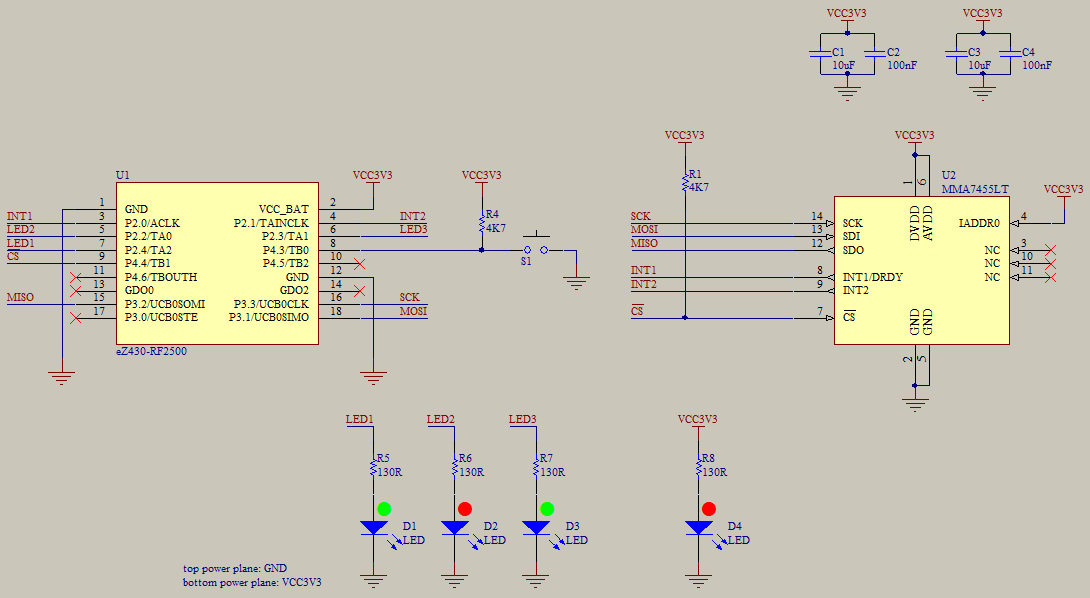 VCC3V3 VCC3V3
C1 C2 C3 C4
10uF 100nF 10uF 100nF
VCC3V3 VCC3V3
U1 VCC3V3 VCC3V3 R1 U2
4K7 MMA7455LT VCC3V3
1 GND VCC_BAT 2
INT1 3 P2.0/ACLK P2.1/TAINCLK 4 INT2
LED2 5 P2.2/TA0 P2.3/TA1 6 LED3
LED1 7 P2.4/TA2 P4.3/TB0 8
CS 9 P4.4/TB1 P4.5/TB2 10
11 P4.6/TBOUTH GND 12
13 GDO0 GDO2 14
MISO 15 P3.2/UCB0SOMI P3.3/UCB0CLK 16 SCK
17 P3.0/UCB0STE P3.1/UCB0SIMO 18 MOSI
eZ430-RF2500
R4
4K7
S1
1 6
DVDD AVDD
SCK 14 SCK IADDR0 4
MOSI 13 SDI
MISO 12 SDO NC 3
NC 10
INT1 8 INT1/DRDY NC 11
INT2 9 INT2
CS 7 CS
GND GND
2 5
LED1 LED2 LED3 VCC3V3
R5 R6 R7 R8
130R 130R 130R 130R
D1 D2 D3 D4
LED LED LED LED
top power plane: GND
bottom power plane: VCC3V3